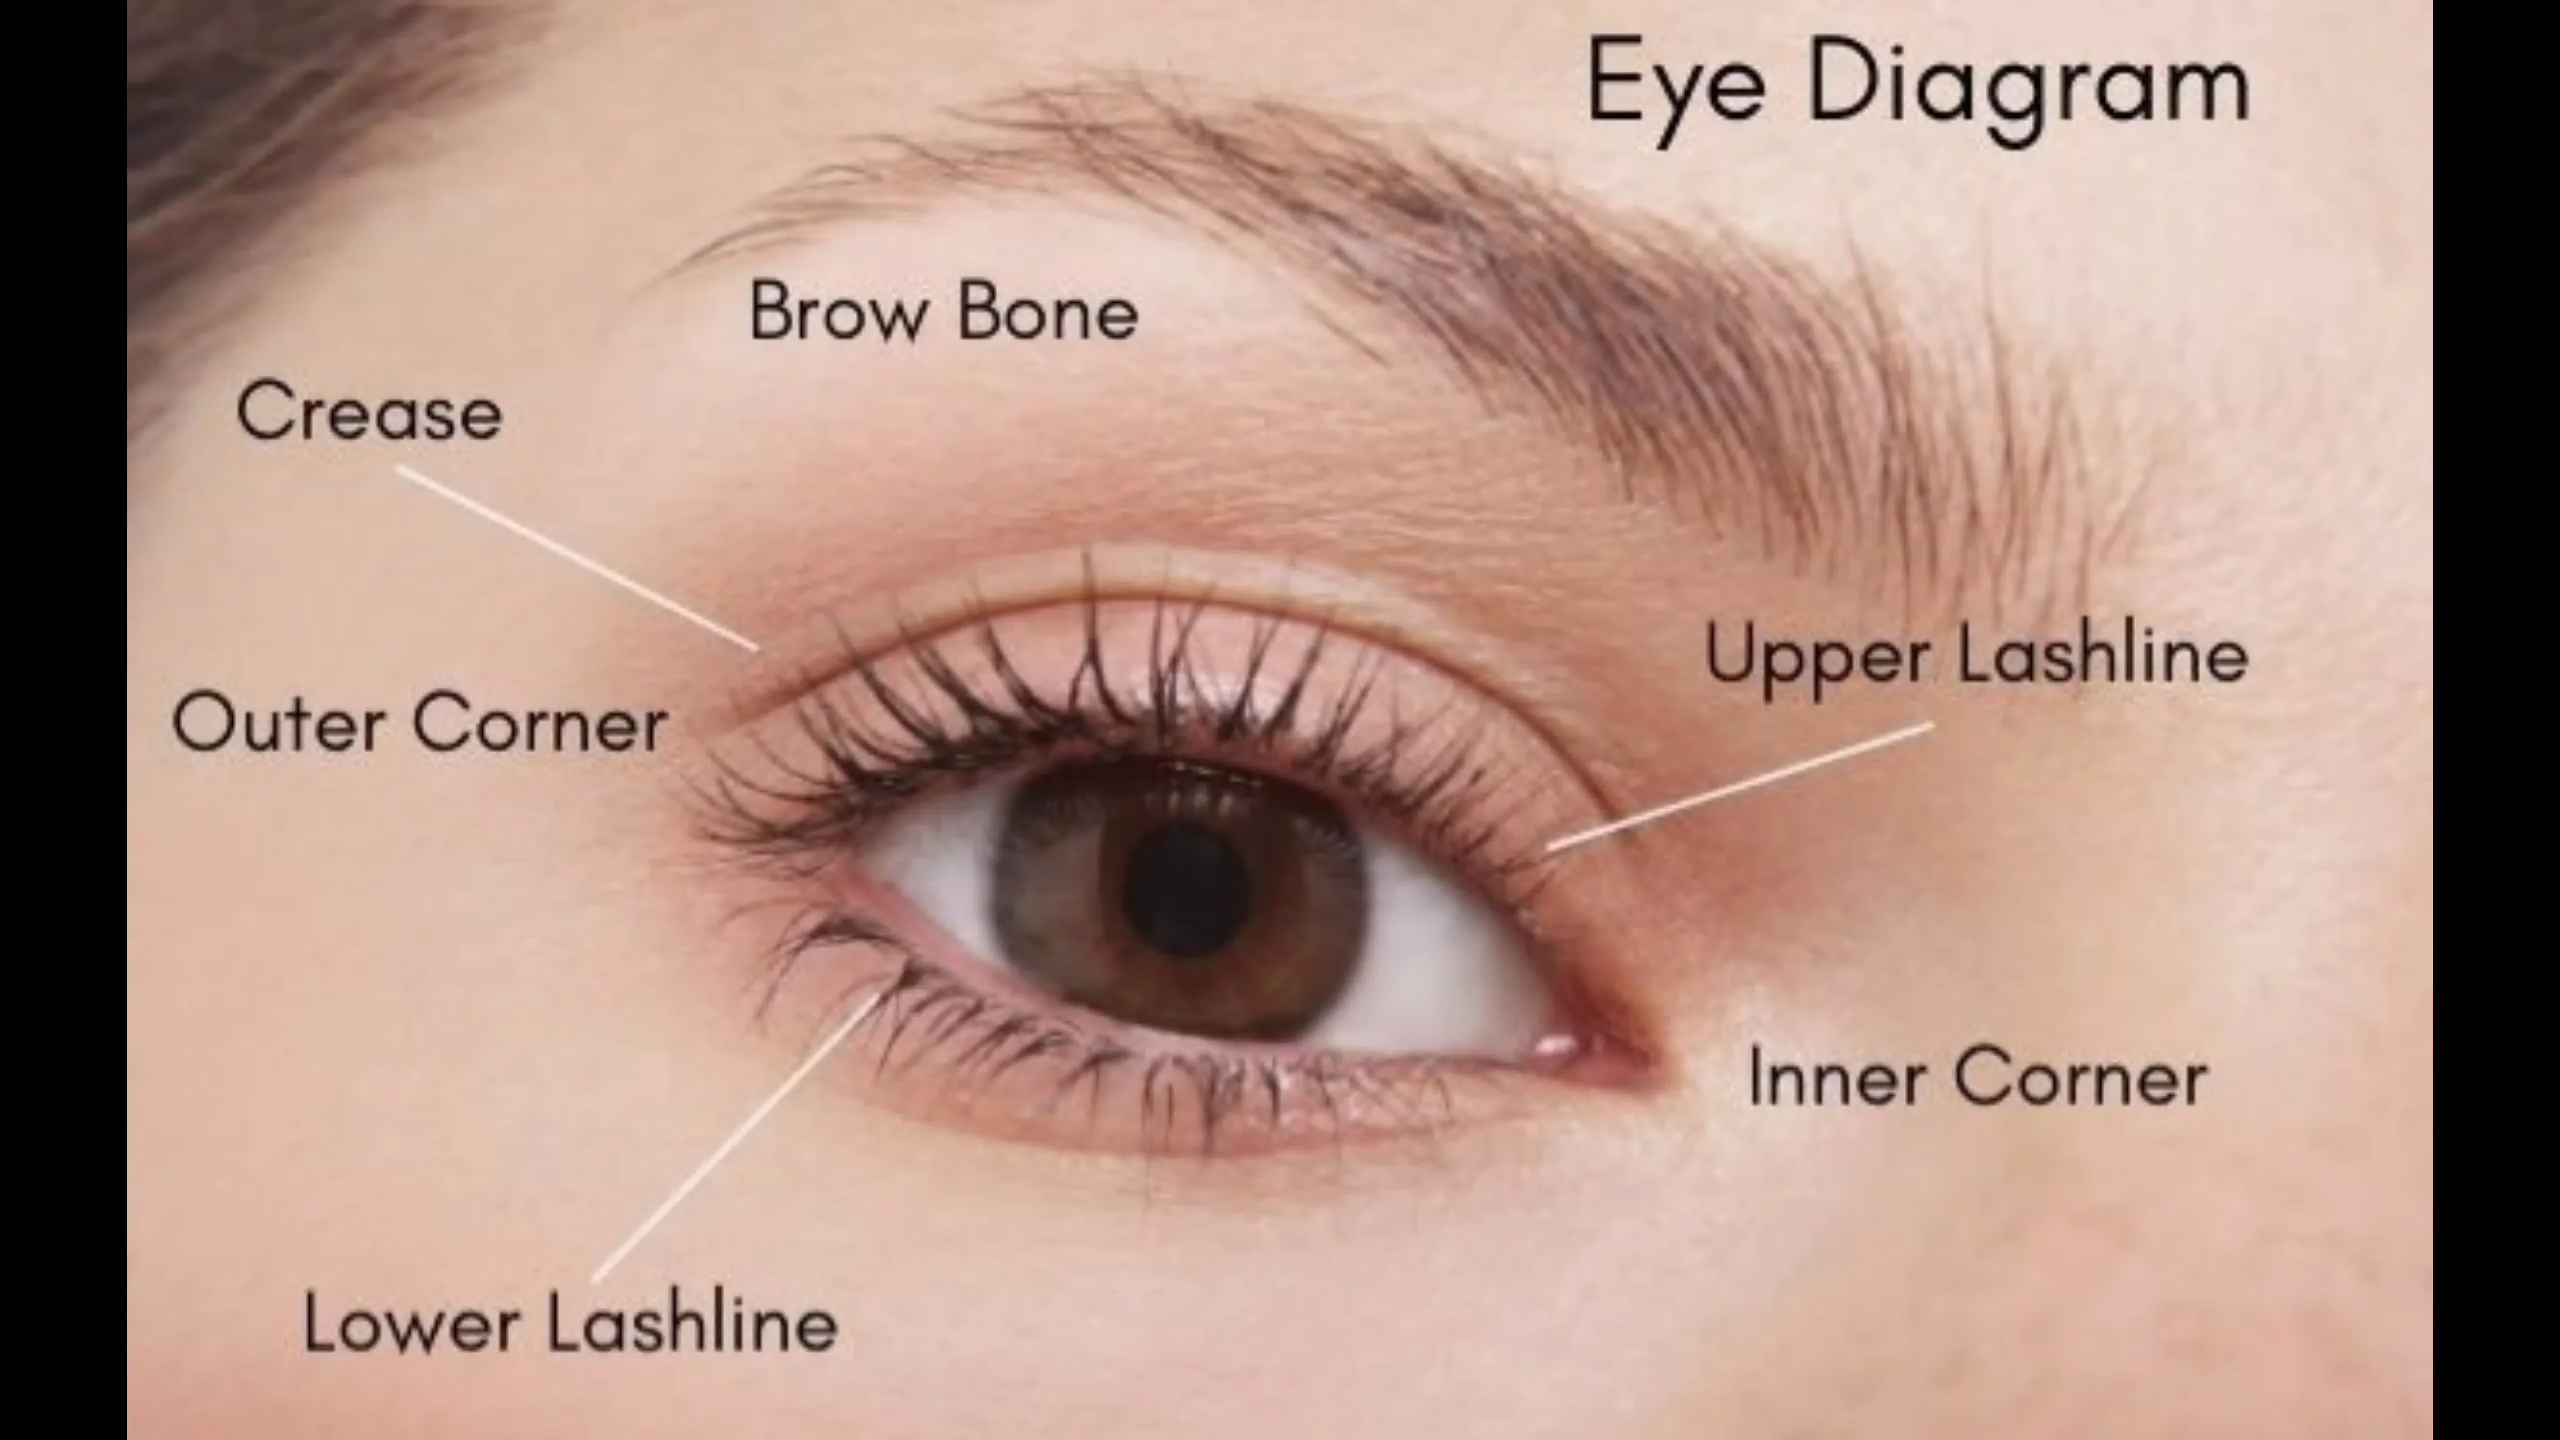 Eye Diagram
Brow Bone
Crease
Upper Lashline
Outer Corner
Inner Corner
Lower Lashline